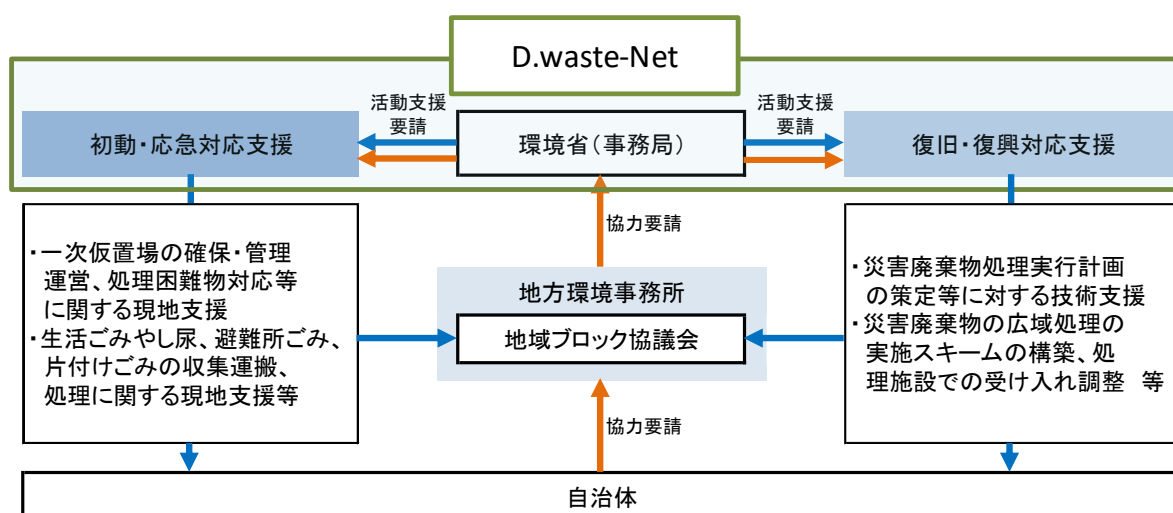 D.waste-Net
活動支援
要請
活動支援
要請
初動・応急対応支援
環境省(事務局)
復旧・復興対応支援
協力要請
・一次仮置場の確保・管理
運営、処理困難物対応等
に関する現地支援
・生活ごみやし尿、避難所ごみ、
片付けごみの収集運搬、
処理に関する現地支援等
地方環境事務所
地域ブロック協議会
・災害廃棄物処理実行計画
の策定等に対する技術支援
・災害廃棄物の広域処理の
実施スキームの構築、処
理施設での受け入れ調整 等
協力要請
自治体